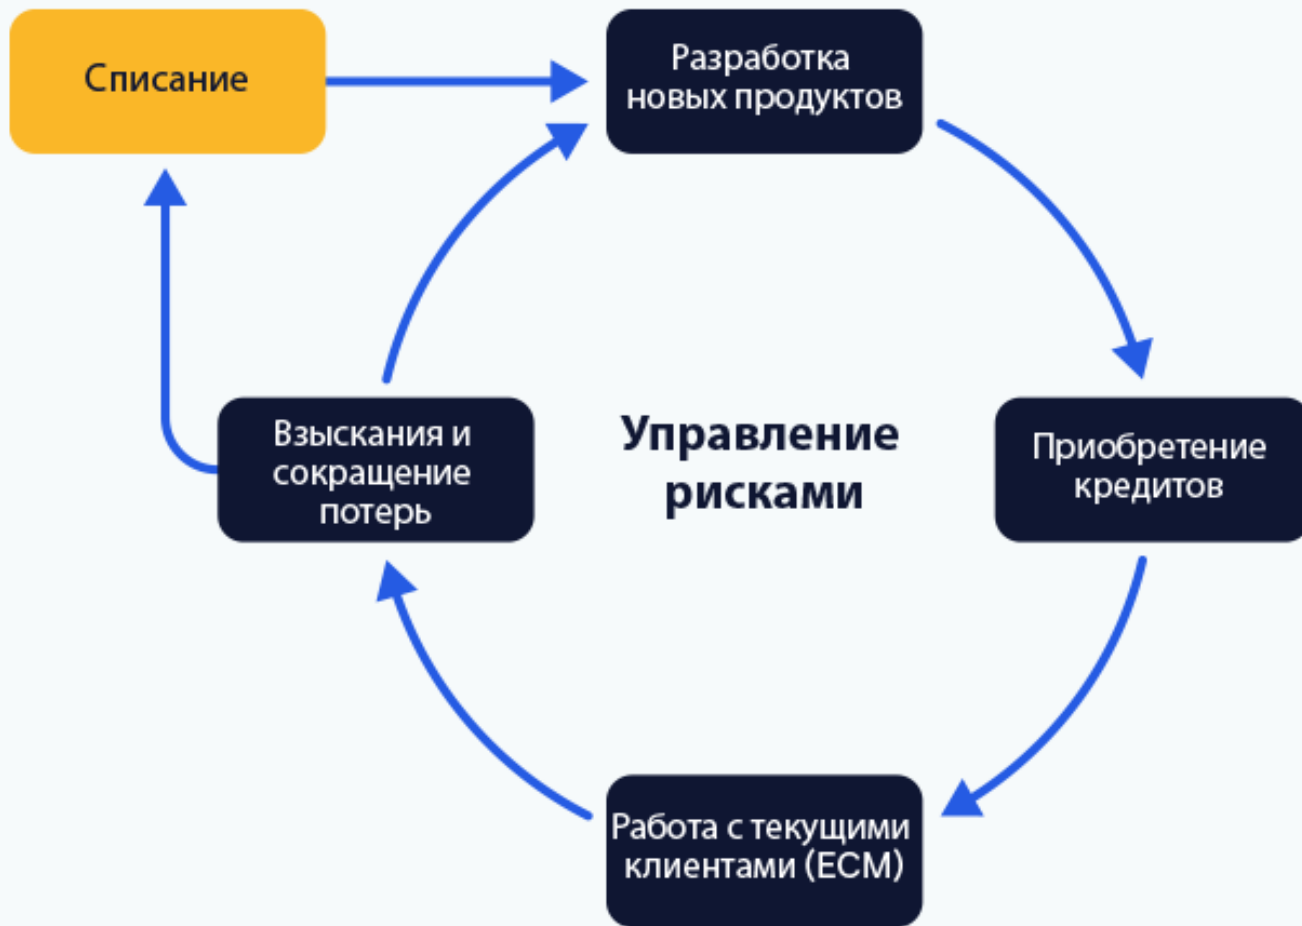 Списание
Разработка
новых продуктов
Взыскания и
сокращение
потерь
Управление
рисками
Приобретение
кредитов
Работа с текущими
клиентами (ECM)